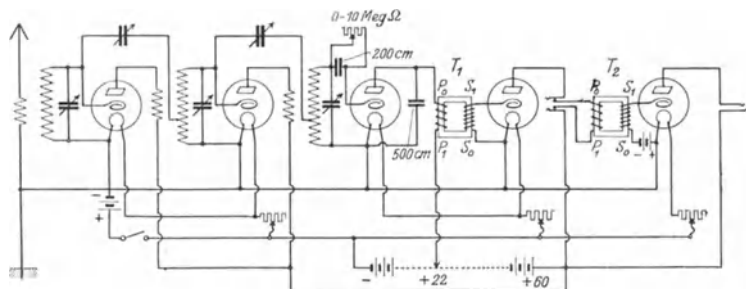 0-10 Meg Ω
200 cm
500 cm
T₁
P₀ S₁
P₁ S₀
T₂
P₀ S₁
P₁ S₀
- +
-
+
- +22 +60